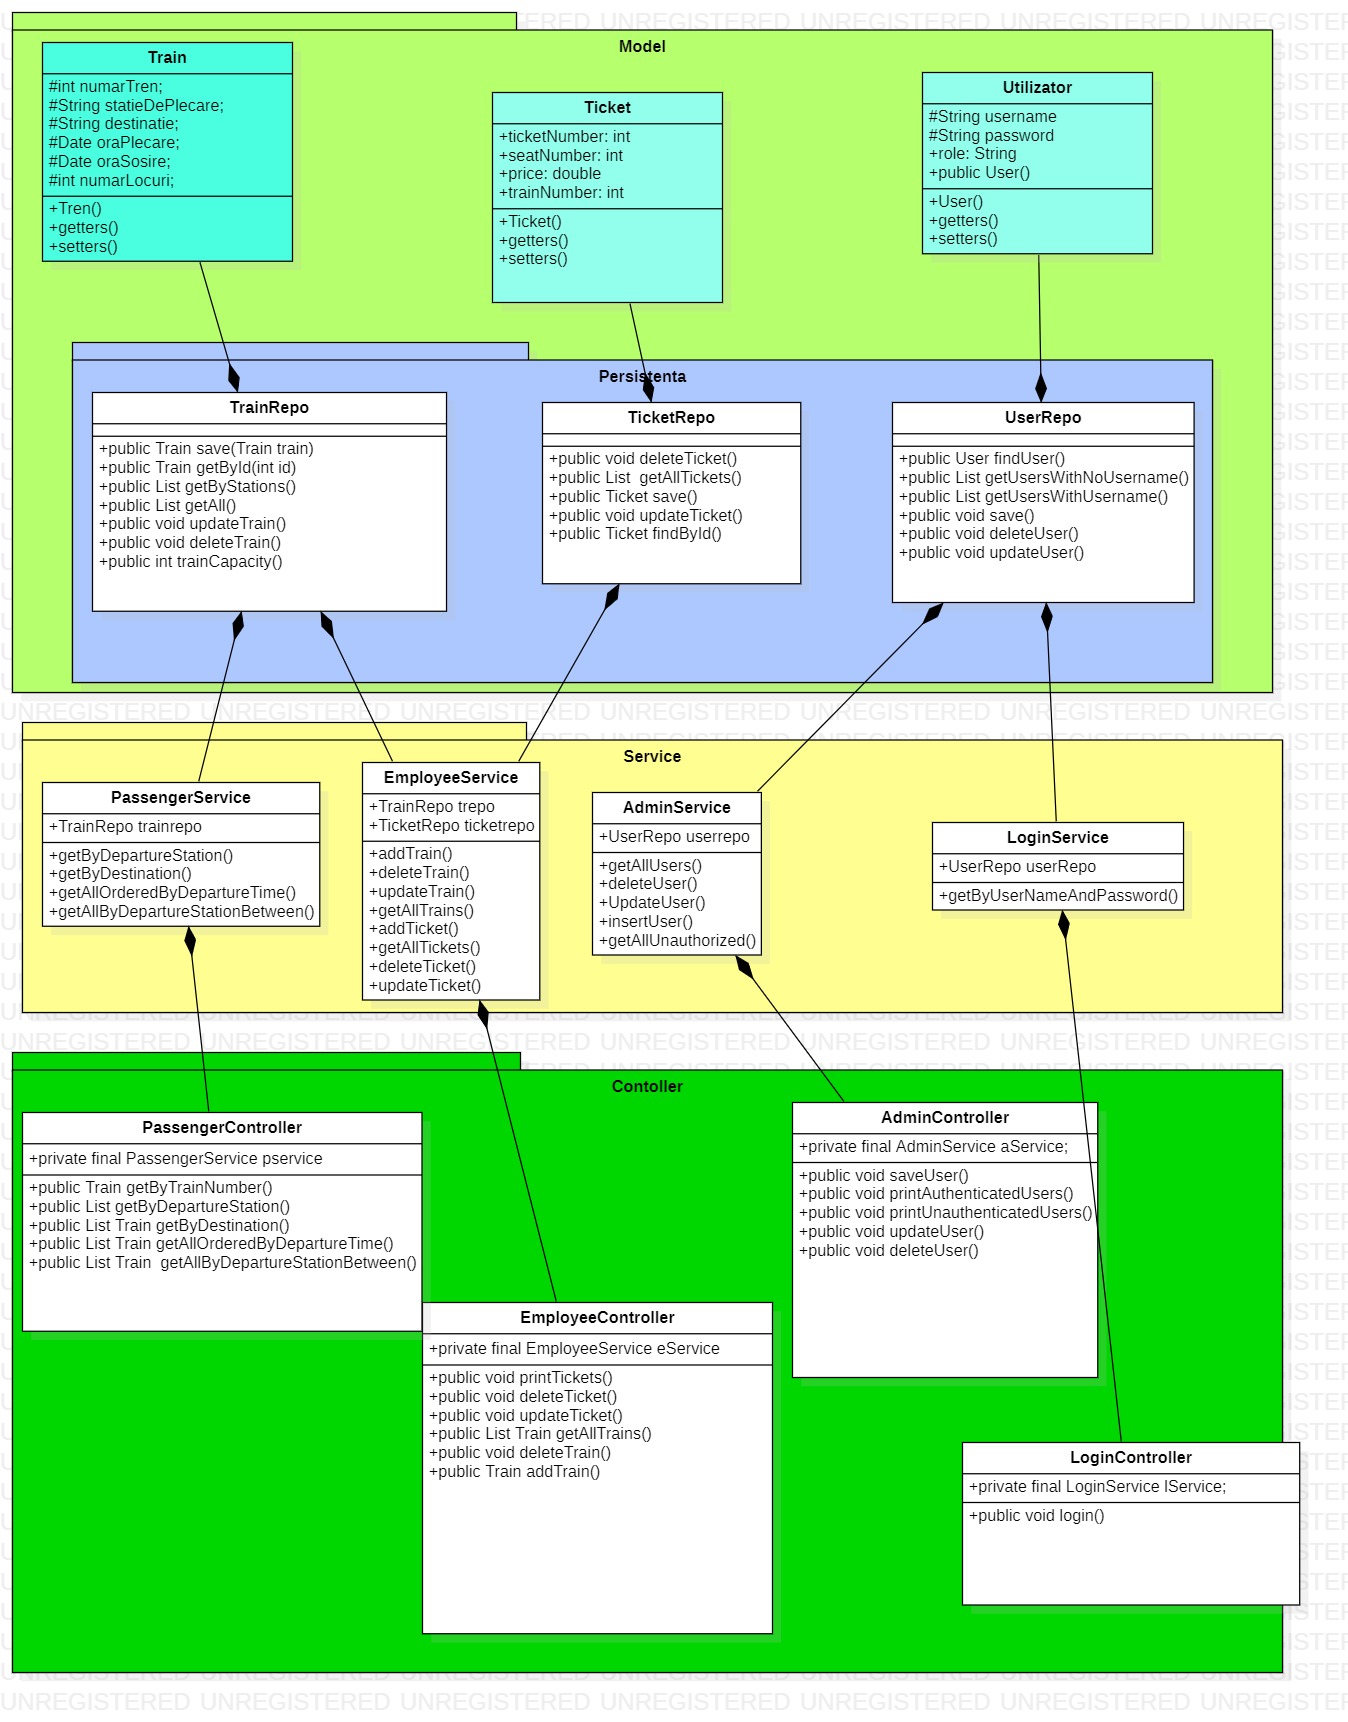 Model
Train
#int numarTren;
#String statieDePlecare;
#String destinatie;
#Date oraPlecare;
#Date oraSosire;
#int numarLocuri;
+Tren()
+getters()
+setters()
Ticket
+ticketNumber: int
+seatNumber: int
+price: double
+trainNumber: int
+Ticket()
+getters()
+setters()
Utilizator
#String username
#String password
+role: String
+public User()
+User()
+getters()
+setters()
Persistenta
TrainRepo
+public Train save(Train train)
+public Train getById(int id)
+public List getByStations()
+public List getAll()
+public void updateTrain()
+public void deleteTrain()
+public int trainCapacity()
TicketRepo
+public void deleteTicket()
+public List  getAllTickets()
+public Ticket save()
+public void updateTicket()
+public Ticket findById()
UserRepo
+public User findUser()
+public List getUsersWithNoUsername()
+public List getUsersWithUsername()
+public void save()
+public void deleteUser()
+public void updateUser()
UNREGISTERED UNREGISTERED UNREGISTERED UNREGISTERED UNREGISTERED UNREGISTERED
Service
PassengerService
+TrainRepo trainrepo
+getByDepartureStation()
+getByDestination()
+getAllOrderedByDepartureTime()
+getAllByDepartureStationBetween()
EmployeeService
+TrainRepo trepo
+TicketRepo ticketrepo
+addTrain()
+deleteTrain()
+updateTrain()
+getAllTrains()
+addTicket()
+getAllTickets()
+deleteTicket()
+updateTicket()
AdminService
+UserRepo userrepo
+getAllUsers()
+deleteUser()
+UpdateUser()
+insertUser()
+getAllUnauthorized()
LoginService
+UserRepo userRepo
+getByUserNameAndPassword()
UNREGISTERED UNREGISTERED UNREGISTERED UNREGISTERED UNREGISTERED UNREGISTERED
Contoller
PassengerController
+private final PassengerService pservice
+public Train getByTrainNumber()
+public List getByDepartureStation()
+public List Train getByDestination()
+public List Train getAllOrderedByDepartureTime()
+public List Train  getAllByDepartureStationBetween()
EmployeeController
+private final EmployeeService eService
+public void printTickets()
+public void deleteTicket()
+public void updateTicket()
+public List Train getAllTrains()
+public void deleteTrain()
+public Train addTrain()
AdminController
+private final AdminService aService;
+public void saveUser()
+public void printAuthenticatedUsers()
+public void printUnauthenticatedUsers()
+public void updateUser()
+public void deleteUser()
LoginController
+private final LoginService lService;
+public void login()
UNREGISTERED UNREGISTERED UNREGISTERED UNREGISTERED UNREGISTERED UNREGISTERED